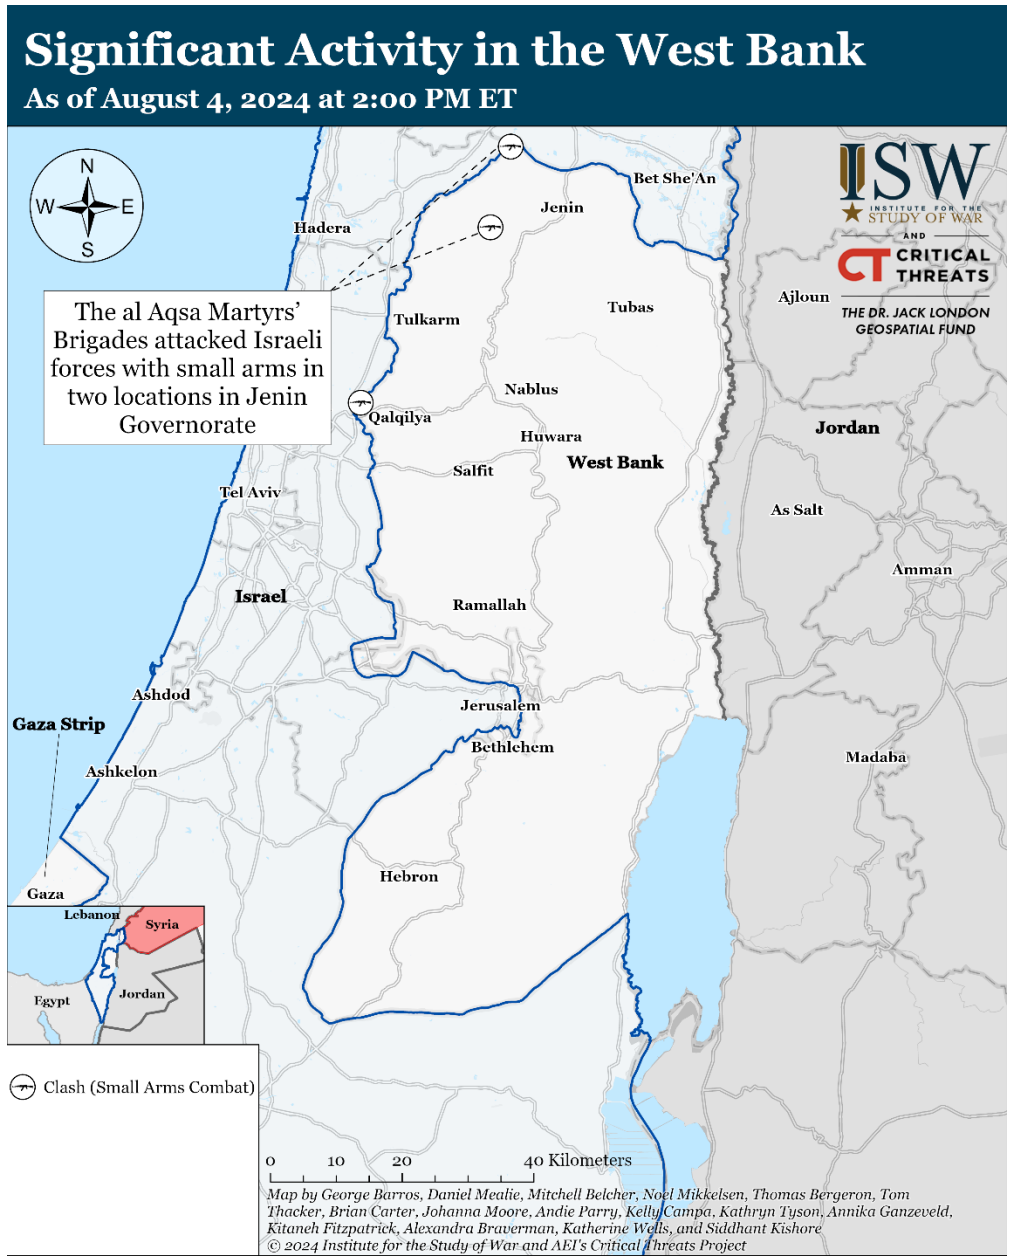 Significant Activity in the West Bank
As of August 4, 2024 at 2:00 PM ET
N
W
E
S
ISW
INSTITUTE FOR THE
STUDY OF WAR
AND
CT CRITICAL
THREATS
THE DR. JACK LONDON
GEOSPATIAL FUND
Bet She'An
Jenin
Hadera
The al Aqsa Martyrs’
Brigades attacked Israeli
forces with small arms in
two locations in Jenin
Governorate
Ajloun
Tubas
Tulkarm
Nablus
Qalqilya
Jordan
Huwara
West Bank
Salfit
Tel Aviv
As Salt
Amman
Israel
Ramallah
Ashdod
Jerusalem
Gaza Strip
Bethlehem
Madaba
Ashkelon
Hebron
Gaza
Lebanon
Syria
Egypt
Jordan
Clash (Small Arms Combat)
0 10 20 40 Kilometers
Map by George Barros, Daniel Mealie, Mitchell Belcher, Noel Mikkelsen, Thomas Bergeron, Tom
Thacker, Brian Carter, Johanna Moore, Andie Parry, Kelly Campa, Kathryn Tyson, Annika Ganzeveld,
Kitaneh Fitzpatrick, Alexandra Braverman, Katherine Wells, and Siddhant Kishore
© 2024 Institute for the Study of War and AEI's Critical Threats Project